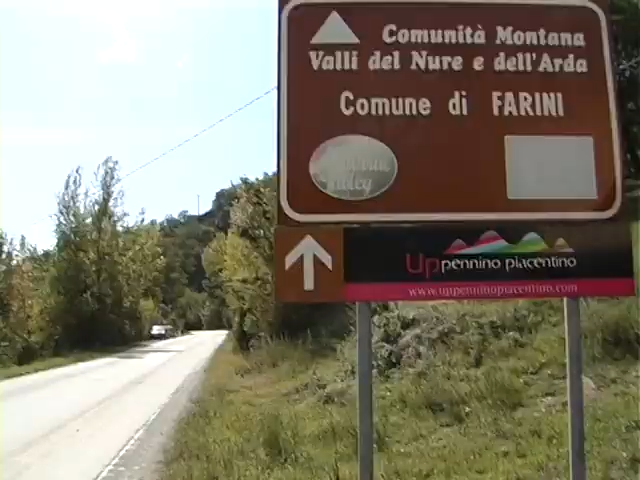 Comunità Montana
Valli del Nure e dell'Arda
Comune di FARINI
Uppennino piacentino
www.uppenninopiacentino.com